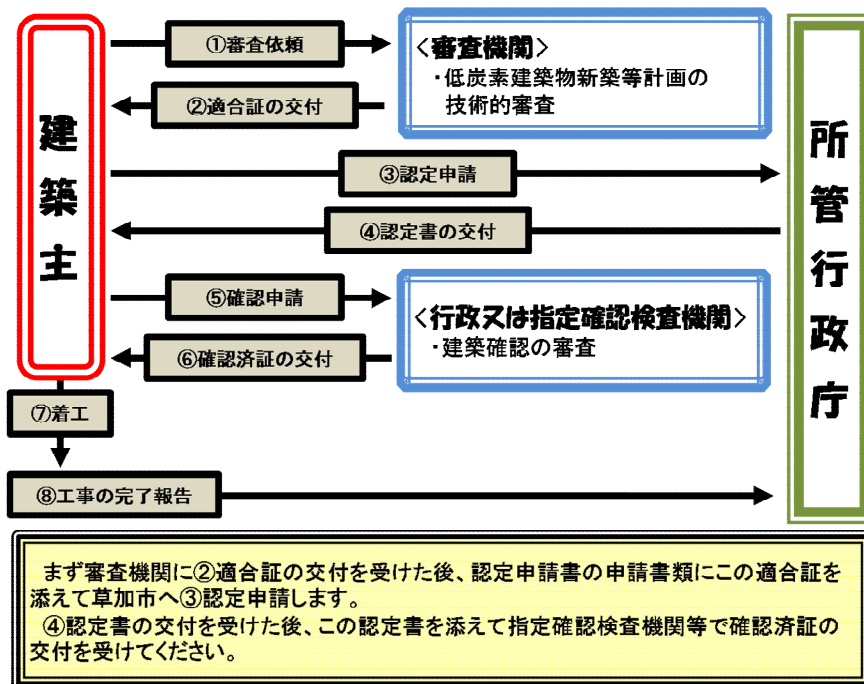 ①審査依頼
<審査機関>
・低炭素建築物新築等計画の
技術的審査
②適合証の交付
建築主
所管行政庁
③認定申請
④認定書の交付
⑤確認申請
<行政又は指定確認検査機関>
・建築確認の審査
⑥確認済証の交付
⑦着工
⑧工事の完了報告
まず審査機関に②適合証の交付を受けた後、認定申請書の申請書類にこの適合証を
添えて草加市へ③認定申請します。
④認定書の交付を受けた後、この認定書を添えて指定確認検査機関等で確認済証の
交付を受けてください。